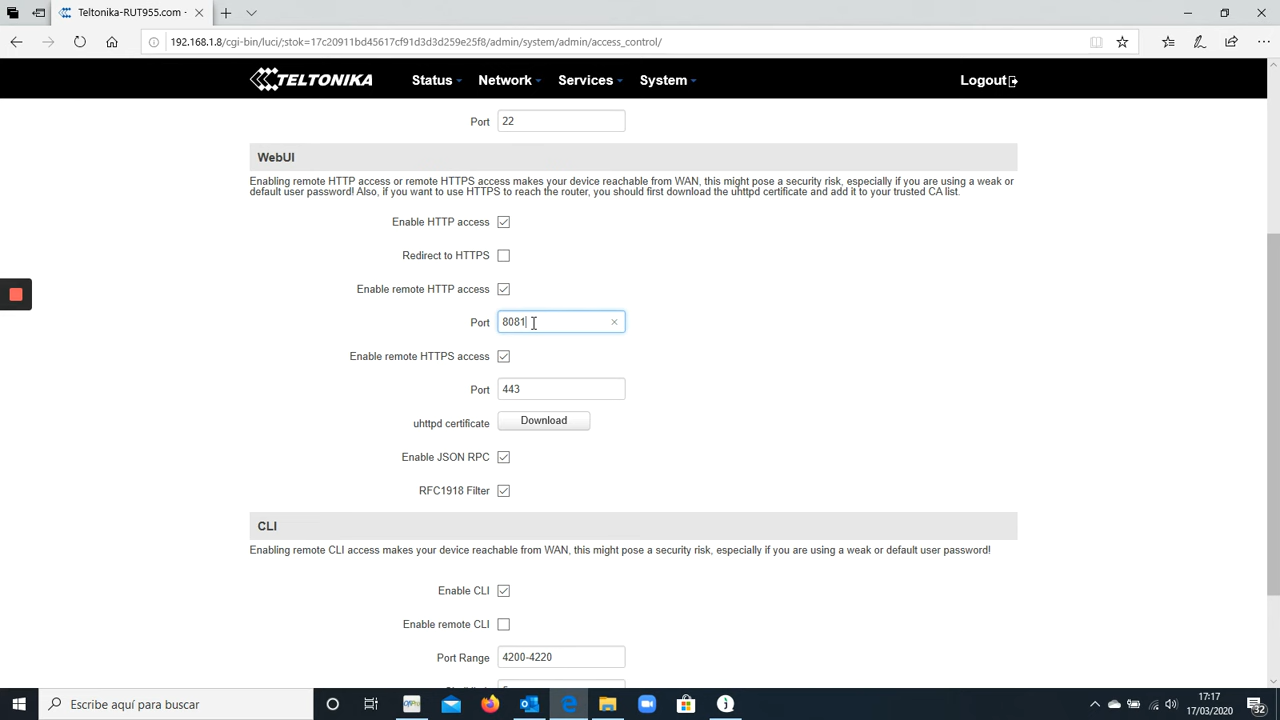 Teltonika-RUT955.com -
192.168.1.8/cgi-bin/luci/;stok=17c20911bd45617cf91d3d3d259e25f8/admin/system/admin/access_control/
TELTONIKA Status Network Services System Logout
Port 22
WebUI
Enabling remote HTTP access or remote HTTPS access makes your device reachable from WAN, this might pose a security risk, especially if you are using a weak or
default user password! Also, if you want to use HTTPS to reach the router, you should first download the uhttpd certificate and add it to your trusted CA list.
Enable HTTP access
Redirect to HTTPS
Enable remote HTTP access
Port 8081
Enable remote HTTPS access
Port 443
uhttpd certificate Download
Enable JSON RPC
RFC1918 Filter
CLI
Enabling remote CLI access makes your device reachable from WAN, this might pose a security risk, especially if you are using a weak or default user password!
Enable CLI
Enable remote CLI
Port Range 4200-4220
Escribe aquí para buscar
17:17
17/03/2020
32